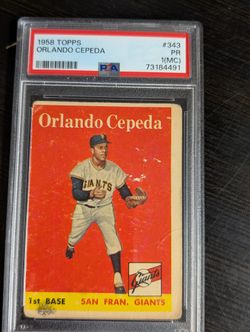 1958 TOPPS #343
ORLANDO CEPEDA PR
1(MC)
PSA 73184491
Orlando Cepeda
GIANTS
Giants
1st BASE SAN FRAN. GIANTS